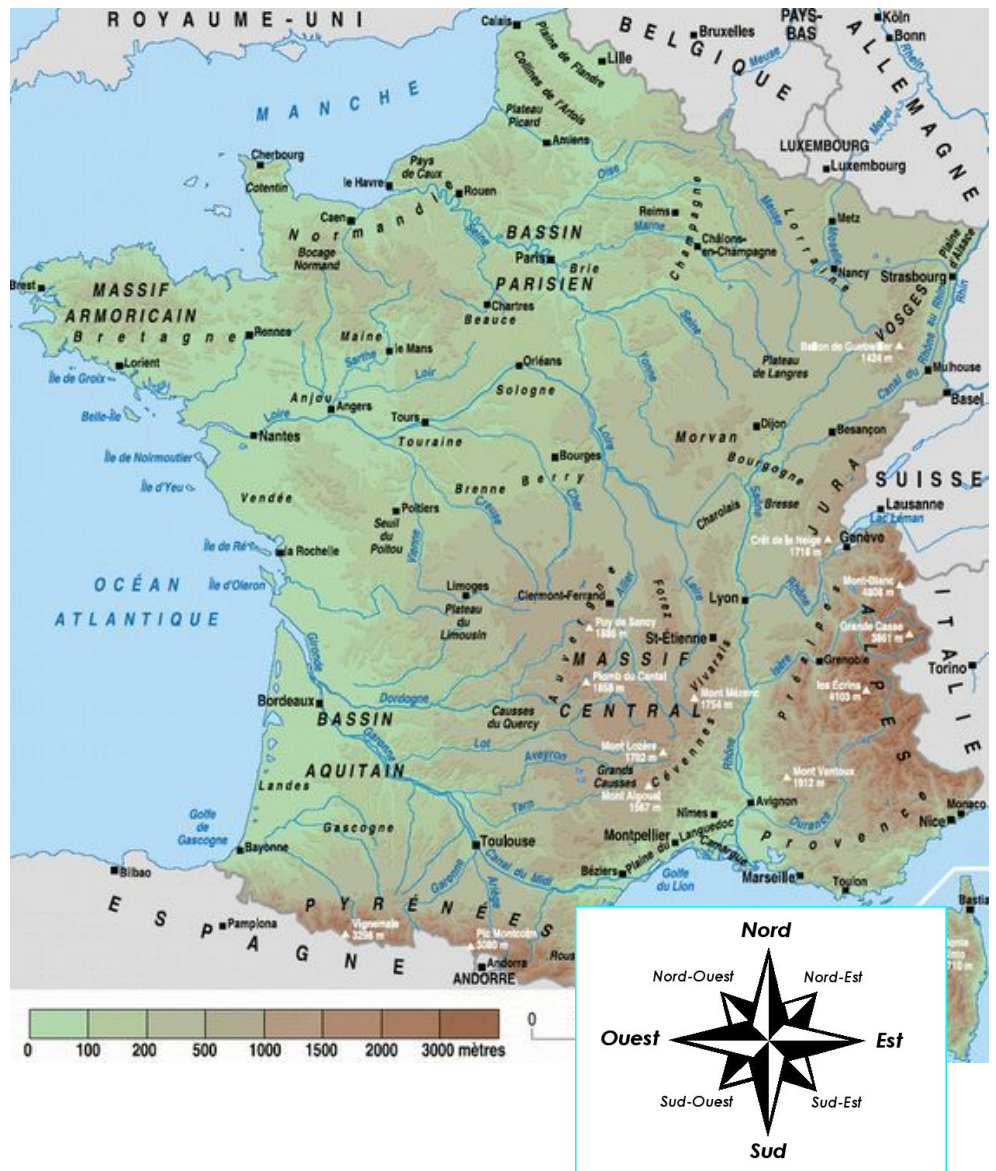 ROYAUME-UNI
Calais
Plaine de Flandre
Lille
BELGIQUE
Bruxelles
PAYS-
BAS
Köln
Bonn
Rhein
ALLEMAGNE
Meuse
Collines de l'Artois
MANCHE
Plateau
Picard
Amiens
Mosel
LUXEMBOURG
Luxembourg
Cherbourg
Cotentin
Pays
de Caux
le Havre
Rouen
Oise
Reims
Champagne
Meuse
Lorraine
Metz
Moselle
Plaine
d'Alsace
Caen
Normandie
Seine
BASSIN
Marne
Châlons-
en-Champagne
Bocage
Normand
Paris
Brie
Nancy
Strasbourg
Brest
MASSIF
PARISIEN
Rhin
ARMORICAIN
Chartres
Beauce
Seine
VOSGES
Bretagne
Rennes
Maine
le Mans
Sarthe
Ballon de Guebwiller
1424 m
Lorient
Loir
Orléans
Yonne
Plateau
de Langres
Canal du Rhône au Rhin
Mulhouse
Île de Groix
Sologne
Basel
Belle-Île
Anjou
Angers
Loire
Tours
Loire
Nantes
Touraine
Morvan
Dijon
Besançon
Île de Noirmoutier
Bourges
Bourgogne
JURA
SUISSE
Île d'Yeu
Vendée
Brenne
Berry
Creuse
Cher
Saône
Bresse
Charolais
Lausanne
Lac Léman
Poitiers
Seuil
du
Poitou
Île de Ré
la Rochelle
Vienne
Crêt de la Neige
1718 m
Genève
OCÉAN
ATLANTIQUE
Île d'Oleron
Limoges
Plateau
du
Limousin
Clermont-Ferrand
Allier
Forez
Loire
Lyon
Rhône
Mont-Blanc
4808 m
ITALIE
Auvergne
Puy de Sancy
1886 m
St-Étienne
Grande Casse
3861 m
Gironde
MASSIF
Vivarais
Isère
Grenoble
Préalpes
ALPES
Torino
Bordeaux
Dordogne
Plomb du Cantal
1858 m
Mont Mézenc
1754 m
les Écrins
4103 m
BASSIN
Causses
du Quercy
CENTRAL
Garonne
Lot
Aveyron
Mont Lozère
1702 m
Rhône
AQUITAIN
Landes
Grands
Causses
Cévennes
Mont Aigoual
1567 m
Mont Ventoux
1912 m
Golfe
de
Gascogne
Gascogne
Tarn
Nîmes
Avignon
Durance
Monaco
Nice
Bayonne
Toulouse
Montpellier
Plaine du Languedoc
Camargue
Provence
Bilbao
Garonne
Canal du Midi
Béziers
Golfe
du Lion
Marseille
Toulon
ESPAGNE
Pamplona
PYRÉNÉES
Ariège
Vignemale
3298 m
Pic Montcalm
3080 m
Andorra
ANDORRE
Bastia
Nord
Nord-Ouest
Nord-Est
Ouest
Est
Sud-Ouest
Sud-Est
Sud
0 100 200 500 1000 1500 2000 3000 mètres
0